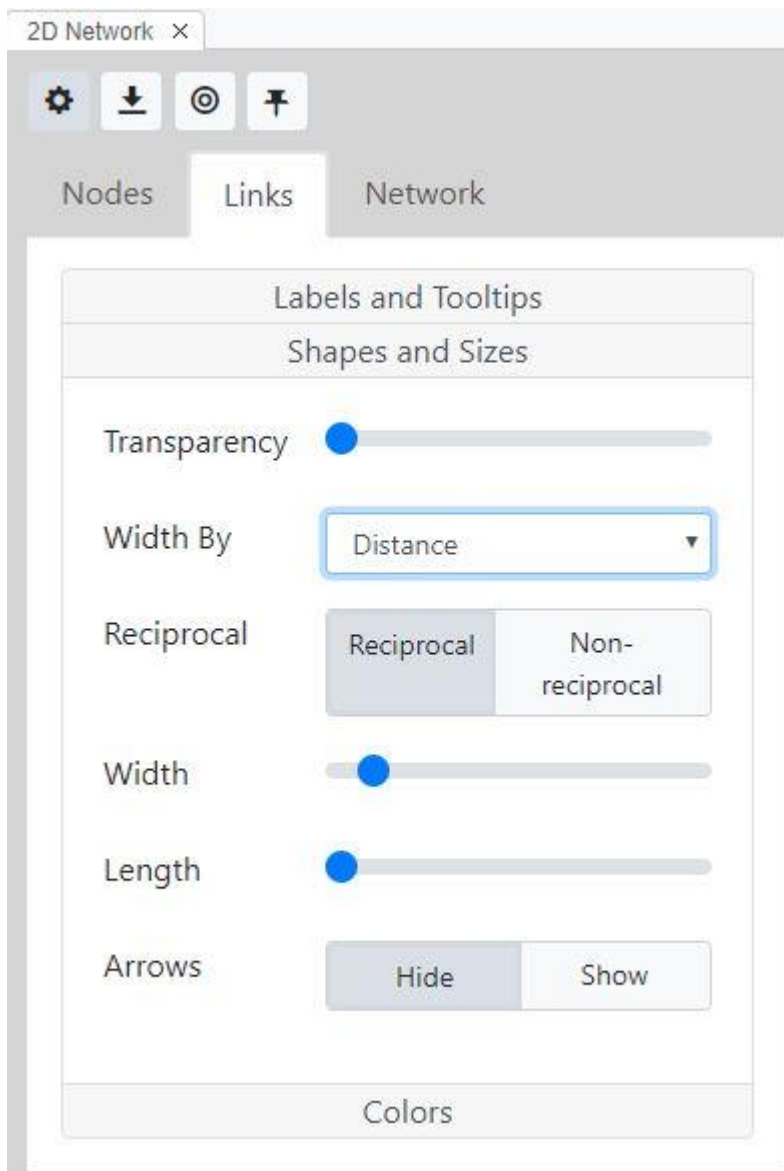 2D Network ×
Nodes Links Network
Labels and Tooltips
Shapes and Sizes
Transparency
Width By Distance
Reciprocal Reciprocal Non-
reciprocal
Width
Length
Arrows Hide Show
Colors